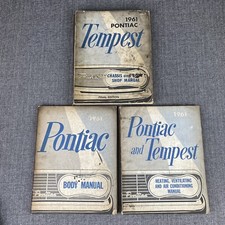 1961 PONTIAC
Tempest
CHASSIS and BODY
SHOP MANUAL
Pontiac
BODY MANUAL
1961
Pontiac
and Tempest
HEATING, VENTILATING
AND AIR CONDITIONING
MANUAL